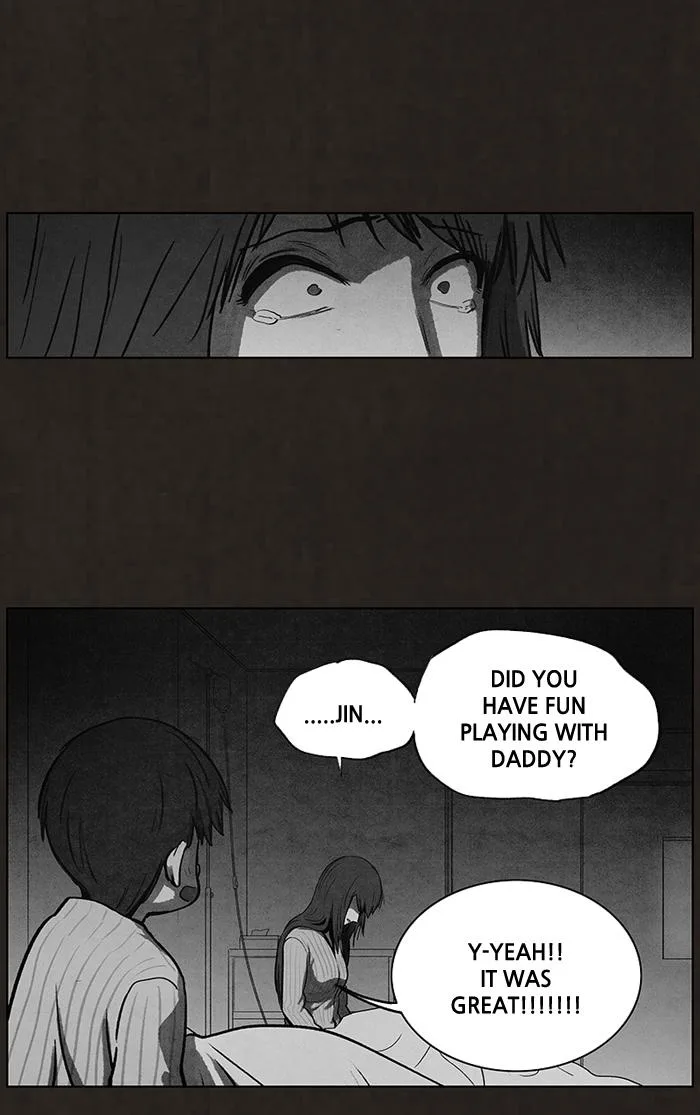 .....JIN...
DID YOU
HAVE FUN
PLAYING WITH
DADDY?
Y-YEAH!!
IT WAS
GREAT!!!!!!!